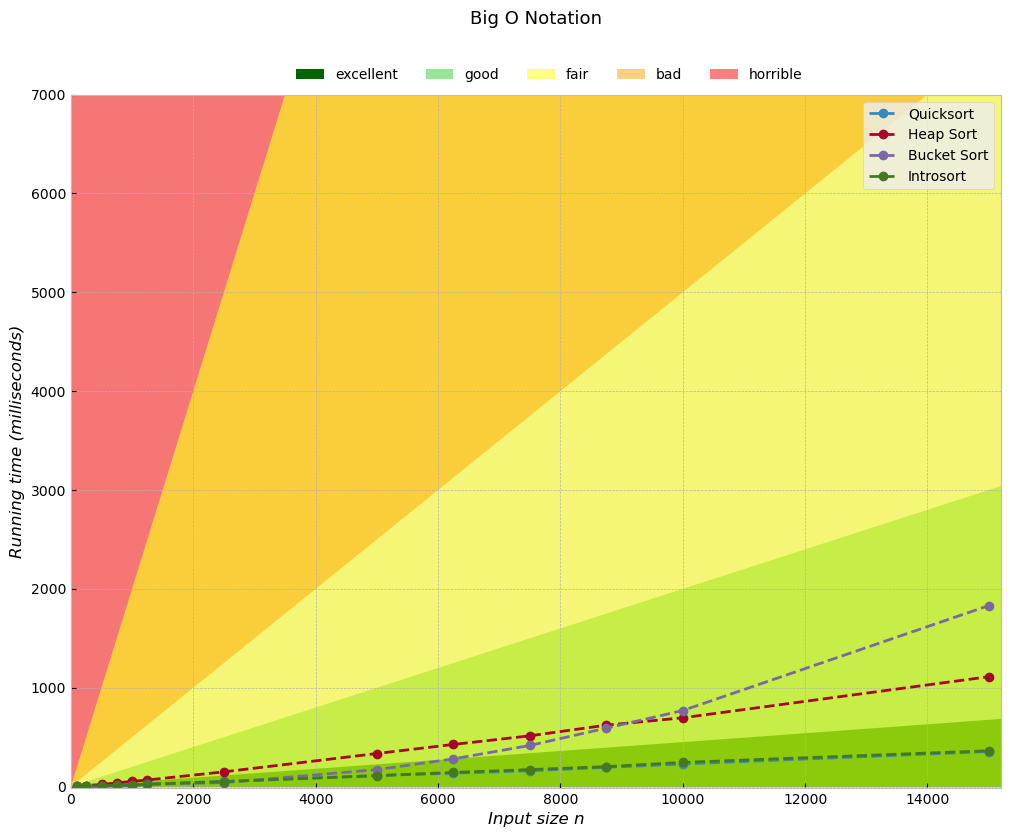 Big O Notation
excellent good fair bad horrible
Quicksort
Heap Sort
Bucket Sort
Introsort
7000
6000
5000
4000
3000
2000
1000
0
Running time (milliseconds)
0 2000 4000 6000 8000 10000 12000 14000
Input size n